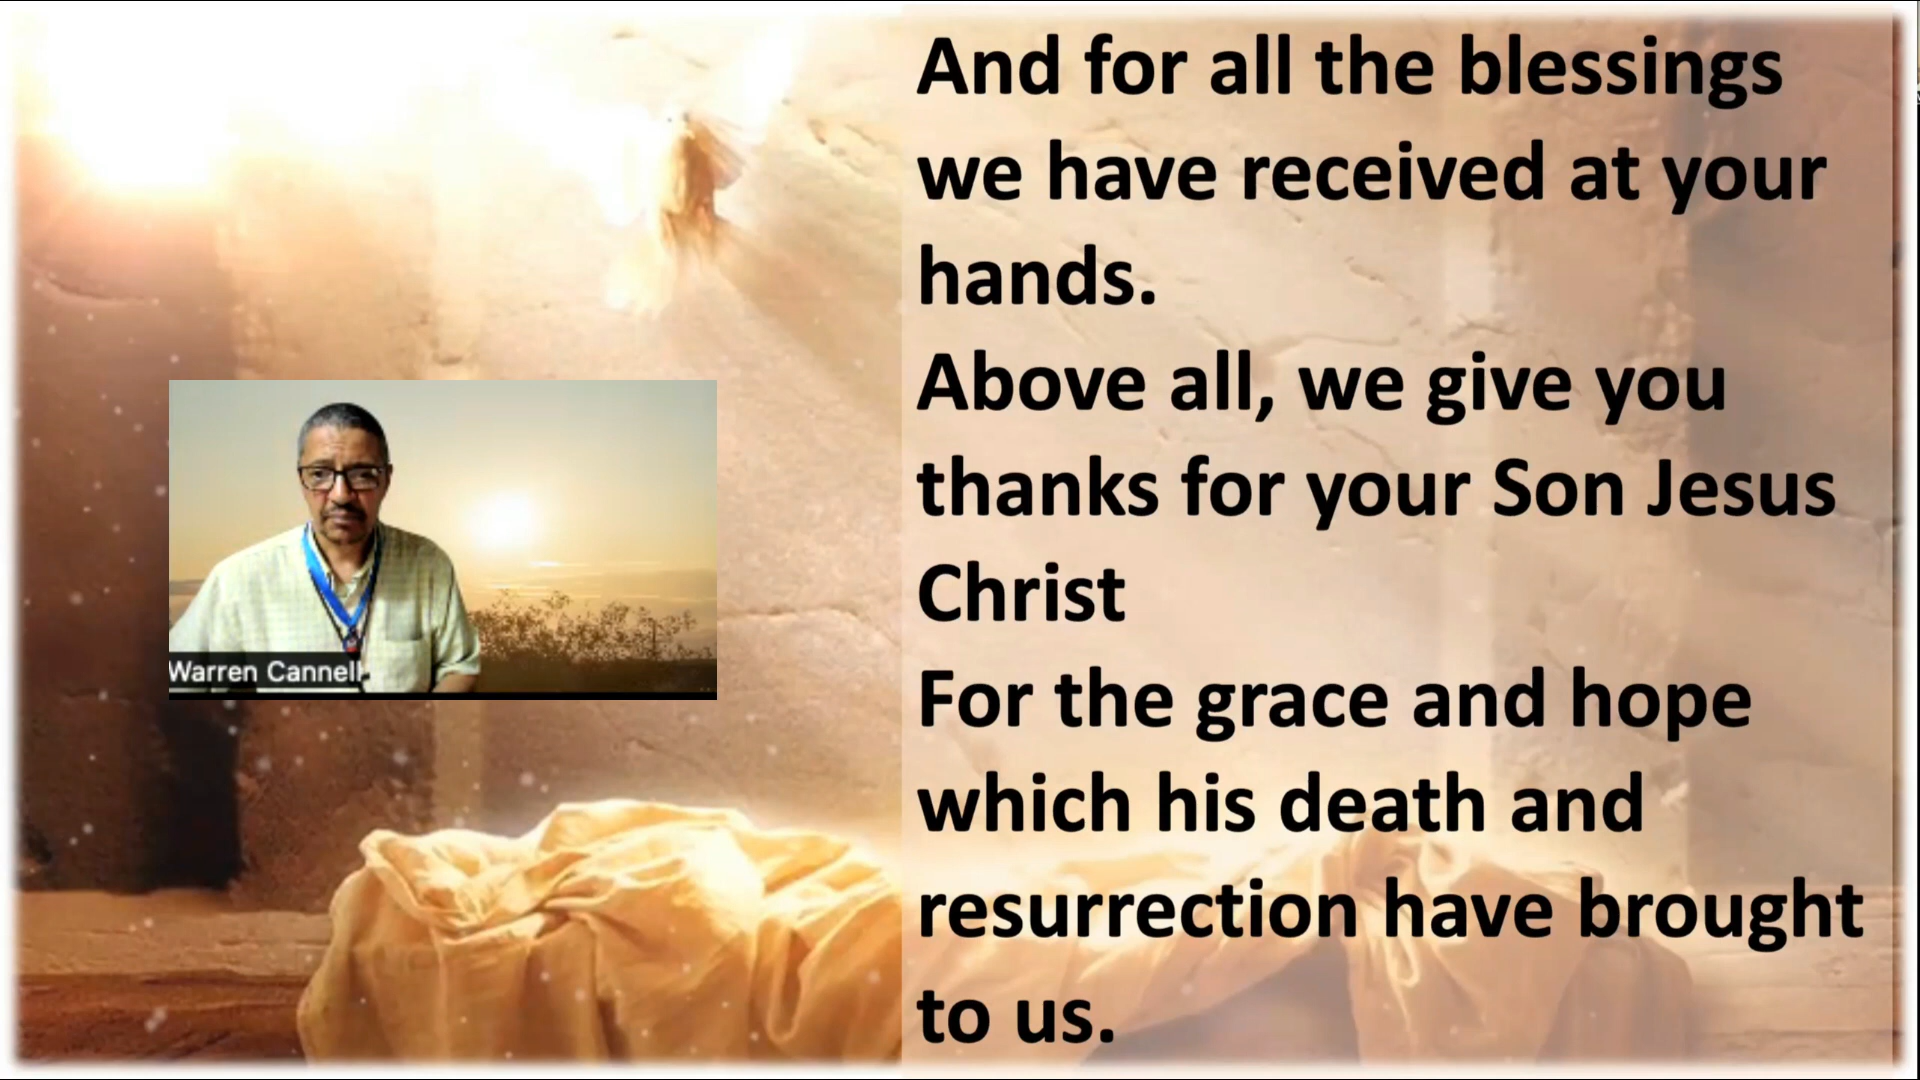 And for all the blessings
we have received at your
hands.
Above all, we give you
thanks for your Son Jesus
Christ
For the grace and hope
which his death and
resurrection have brought
to us.
Warren Cannell